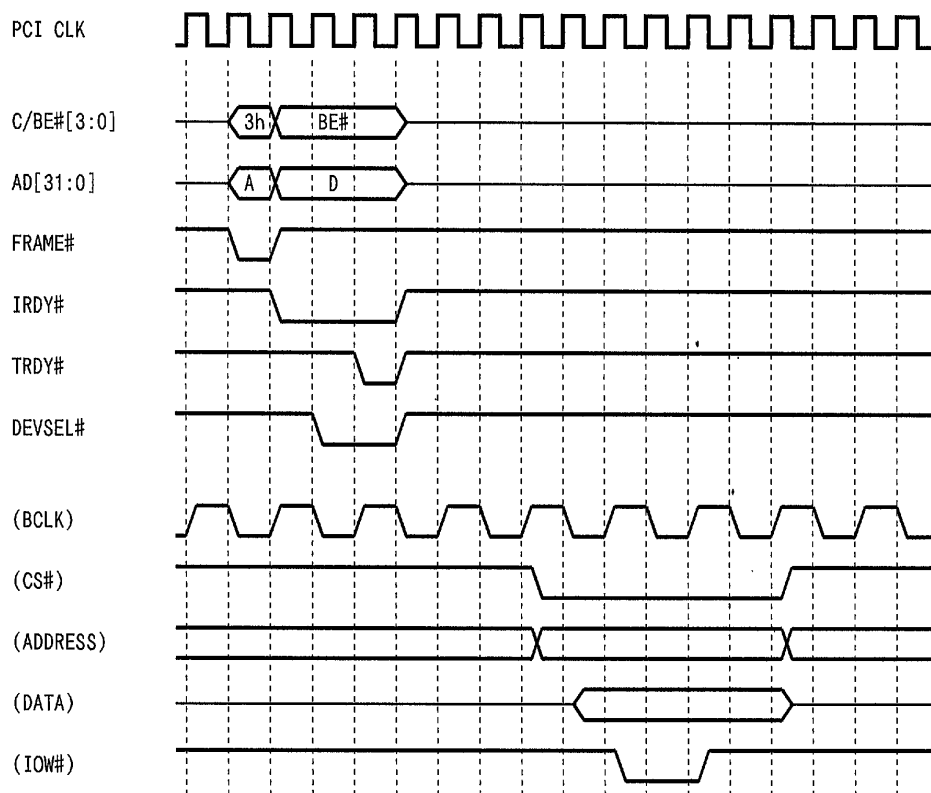 PCI CLK
C/BE#[3:0] 3h BE#
AD[31:0] A D
FRAME#
IRDY#
TRDY#
DEVSEL#
(BCLK)
(CS#)
(ADDRESS)
(DATA)
(IOW#)